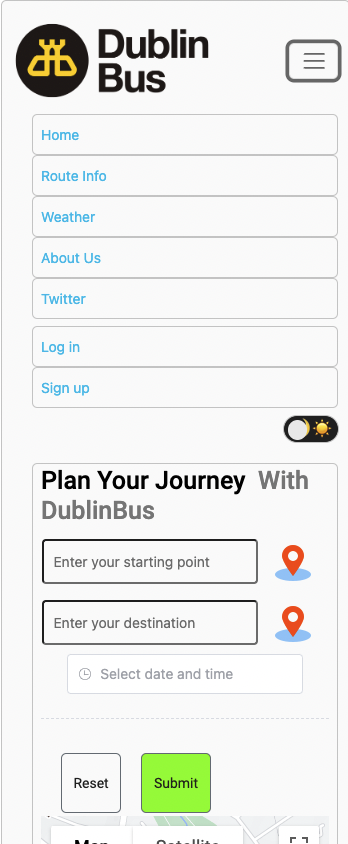 Dublin
Bus
Home
Route Info
Weather
About Us
Twitter
Log in
Sign up
Plan Your Journey With
DublinBus
Enter your starting point
Enter your destination
Select date and time
Reset
Submit
Map Satellite